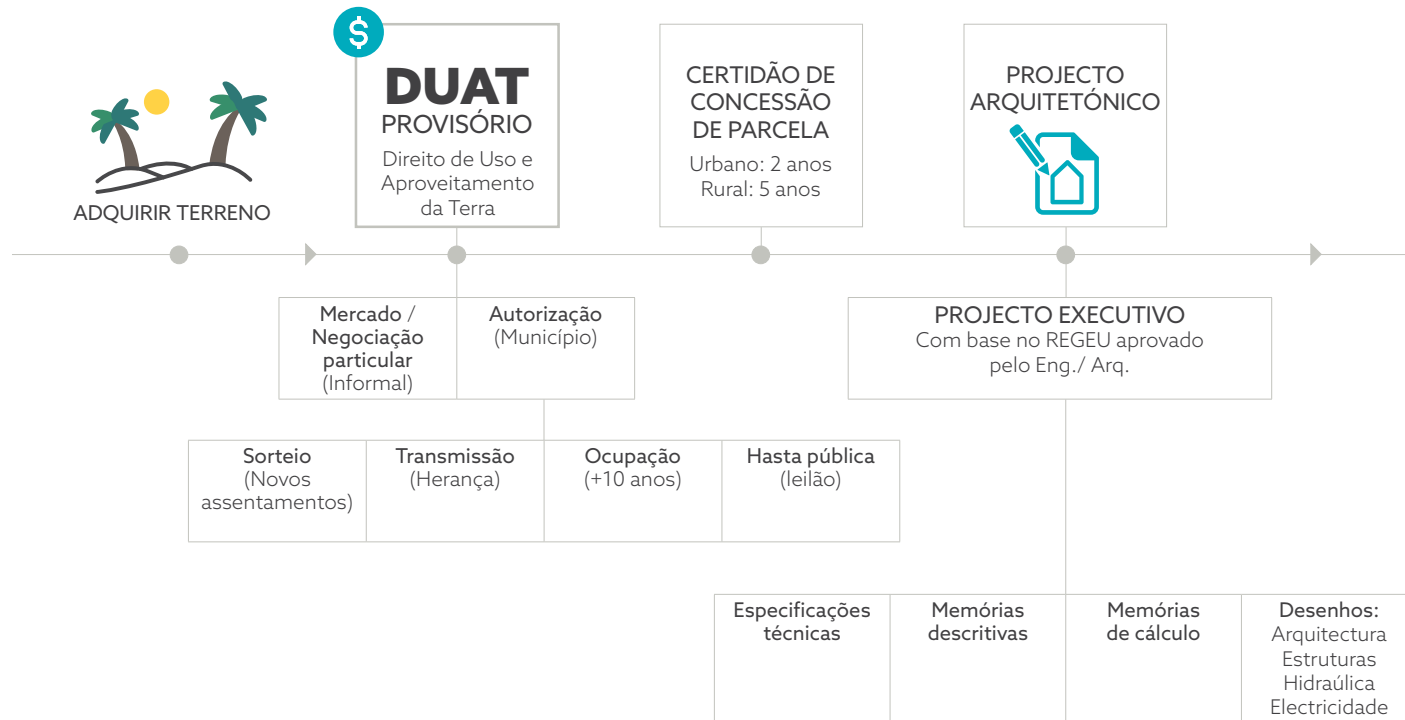 ADQUIRIR TERRENO
$
DUAT
PROVISÓRIO
Direito de Uso e
Aproveitamento
da Terra
CERTIDÃO DE
CONCESSÃO
DE PARCELA
Urbano: 2 anos
Rural: 5 anos
PROJECTO
ARQUITETÓNICO
Mercado /
Negociação
particular
(Informal)
Autorização
(Município)
PROJECTO EXECUTIVO
Com base no REGEU aprovado
pelo Eng./ Arq.
Sorteio
(Novos
assentamentos)
Transmissão
(Herança)
Ocupação
(+10 anos)
Hasta pública
(leilão)
Especificações
técnicas
Memórias
descritivas
Memórias
de cálculo
Desenhos:
Arquitectura
Estruturas
Hidraúlica
Electricidade